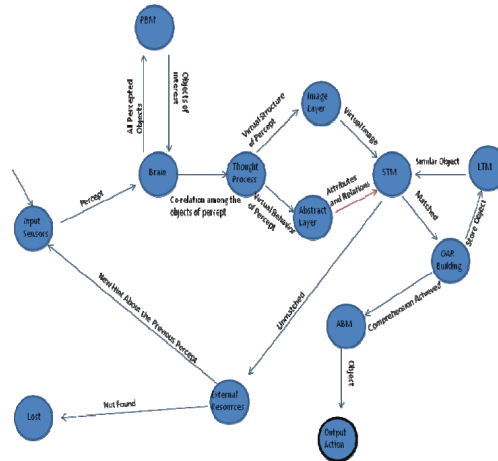 PBM
All Percepted Objects
Objects of
interest
Image
Layer
Virtual Structure
of Percept
Virtual Image
Brain
Thought
Process
STM
Similar Object
LTM
Co-relation among the
objects of percept
Virtual Behavior
of Percept
Attributes
and Relations
Abstract
Layer
Percept
Input
Sensors
Matched
Store Object
OAR
Building
Unmatched
Comprehension Achieved
New Hint About the Previous Percept
ABM
Object
External
Resources
Not found
Lost
Output
Action